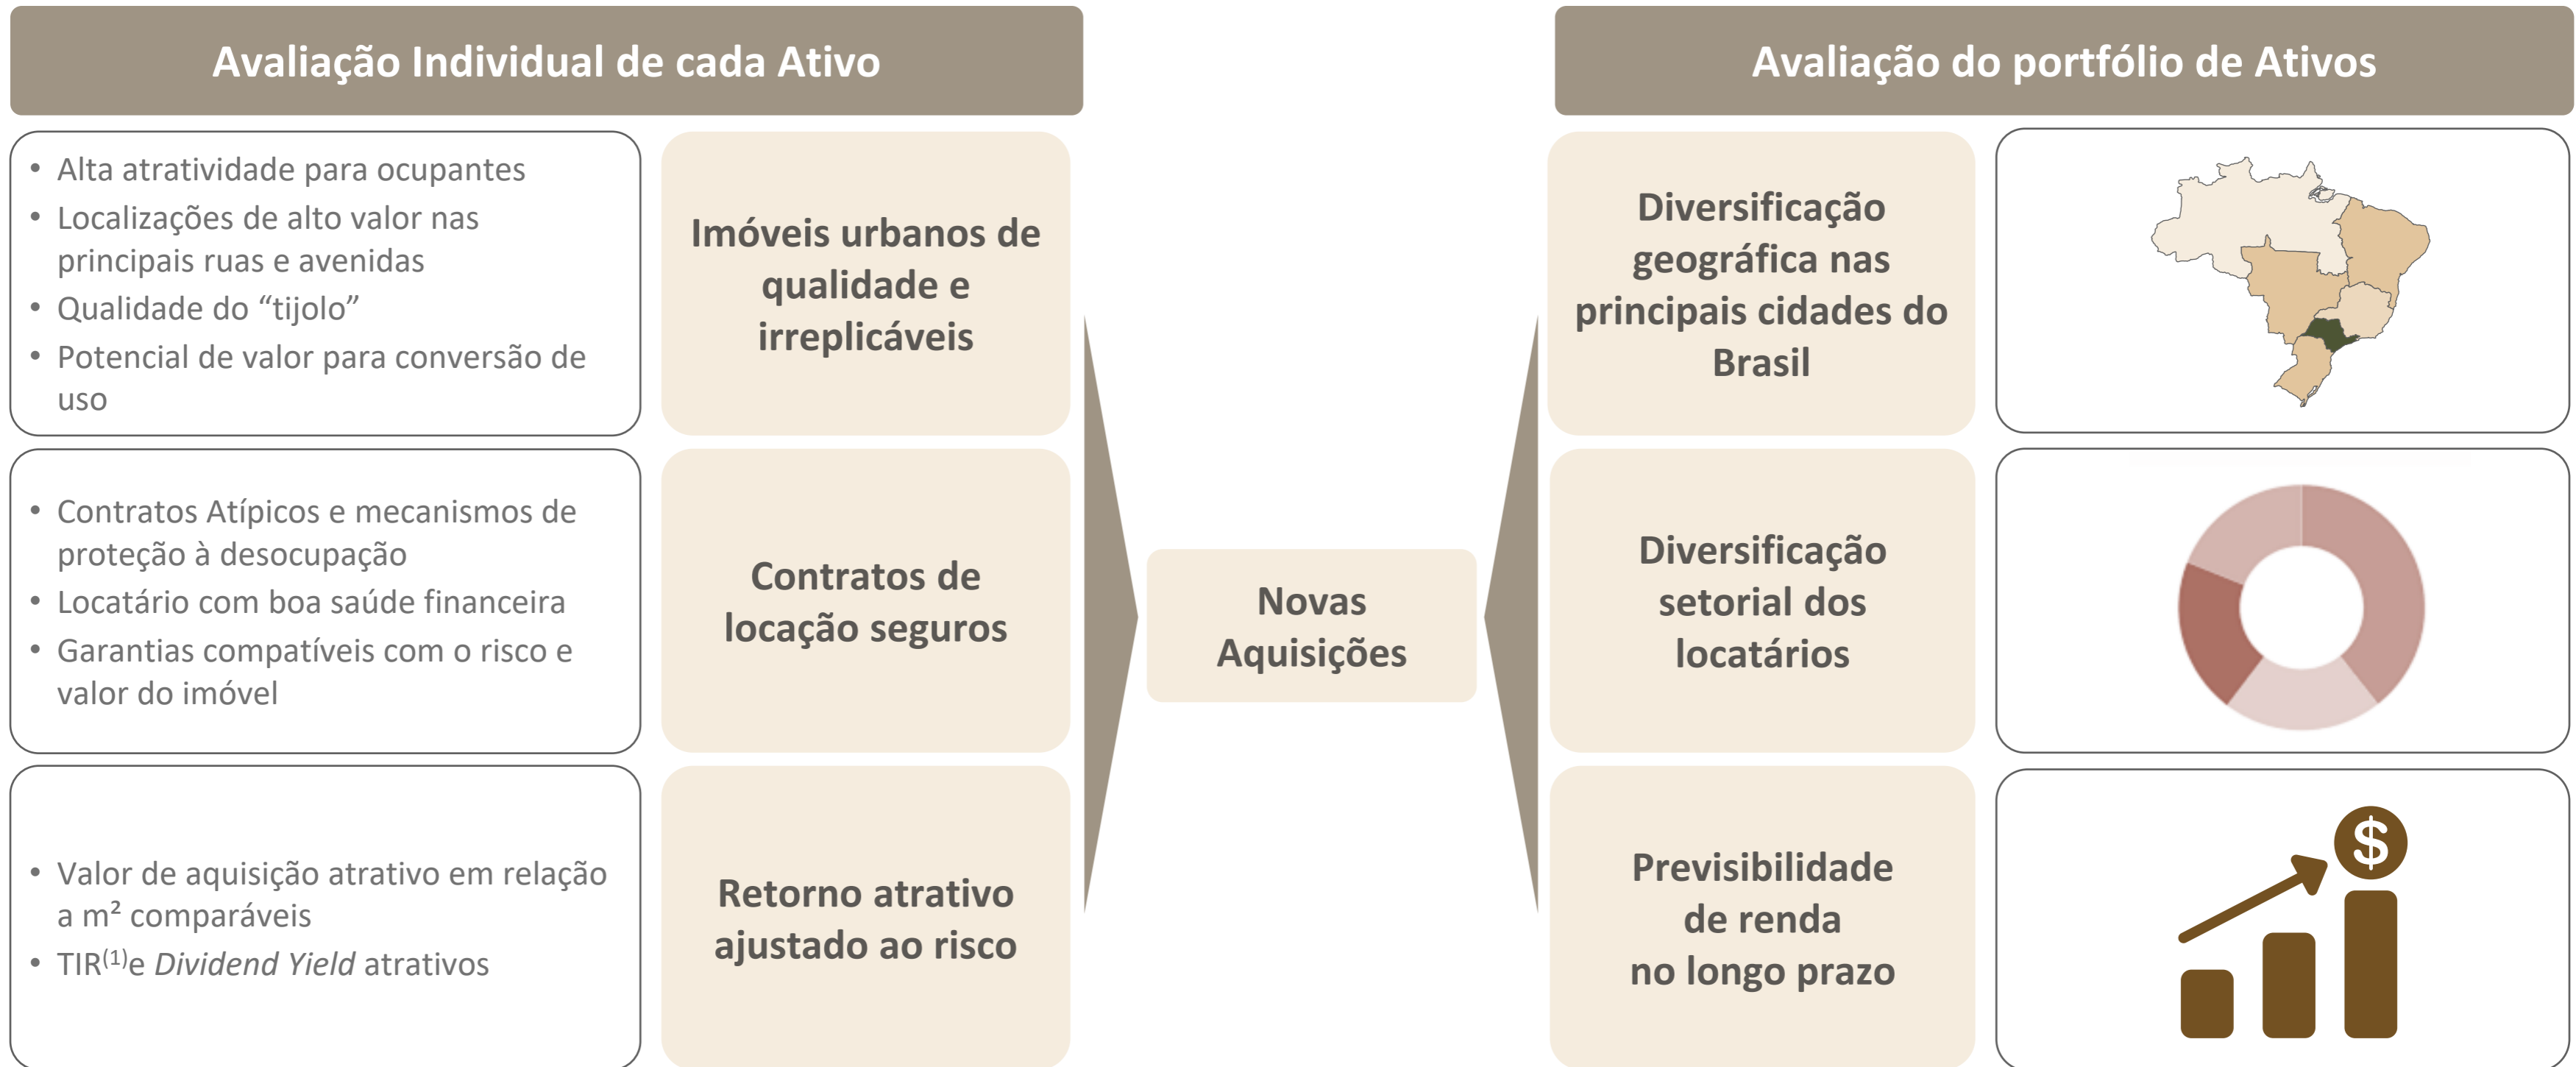 Avaliação Individual de cada Ativo
• Alta atratividade para ocupantes
• Localizações de alto valor nas
principais ruas e avenidas
• Qualidade do “tijolo”
• Potencial de valor para conversão de
uso
Imóveis urbanos de
qualidade e
irreplicáveis
• Contratos Atípicos e mecanismos de
proteção à desocupação
• Locatário com boa saúde financeira
• Garantias compatíveis com o risco e
valor do imóvel
Contratos de
locação seguros
• Valor de aquisição atrativo em relação
a m² comparáveis
• TIR⁽¹⁾e Dividend Yield atrativos
Retorno atrativo
ajustado ao risco
Novas
Aquisições
Avaliação do portfólio de Ativos
Diversificação
geográfica nas
principais cidades do
Brasil
Diversificação
setorial dos
locatários
Previsibilidade
de renda
no longo prazo
$